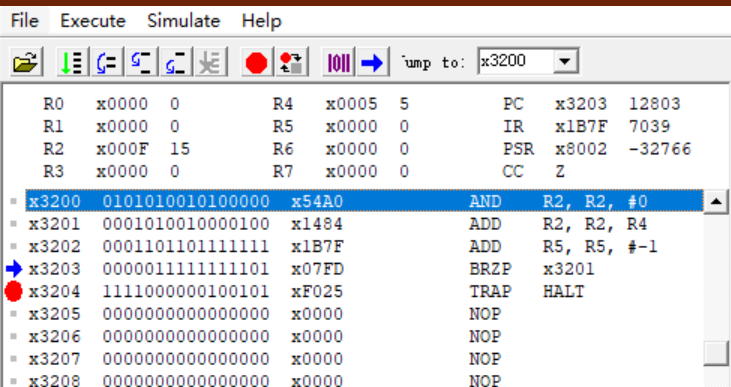 File Execute Simulate Help
Jump to: x3200
R0 x0000 0 R4 x0005 5 PC x3203 12803
R1 x0000 0 R5 x0000 0 IR x1B7F 7039
R2 x000F 15 R6 x0000 0 PSR x8002 -32766
R3 x0000 0 R7 x0000 0 CC Z
x3200 0101010010100000 x54A0 AND R2, R2, #0
x3201 0001010010000100 x1484 ADD R2, R2, R4
x3202 0001101101111111 x1B7F ADD R5, R5, #-1
x3203 0000011111111101 x07FD BRZP x3201
x3204 1111000000100101 xF025 TRAP HALT
x3205 0000000000000000 x0000 NOP
x3206 0000000000000000 x0000 NOP
x3207 0000000000000000 x0000 NOP
x3208 0000000000000000 x0000 NOP